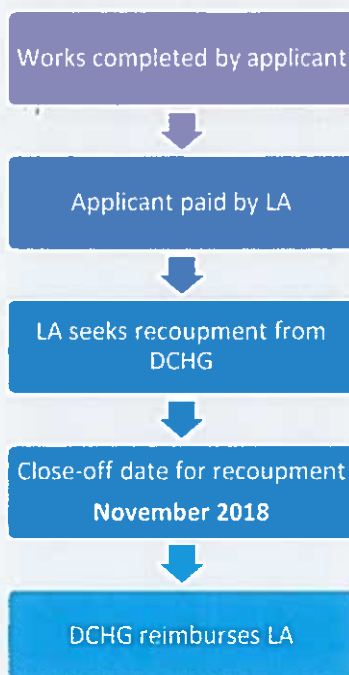 Works completed by applicant
Applicant paid by LA
LA seeks recoupment from
DCHG
Close-off date for recoupment
November 2018
DCHG reimburses LA